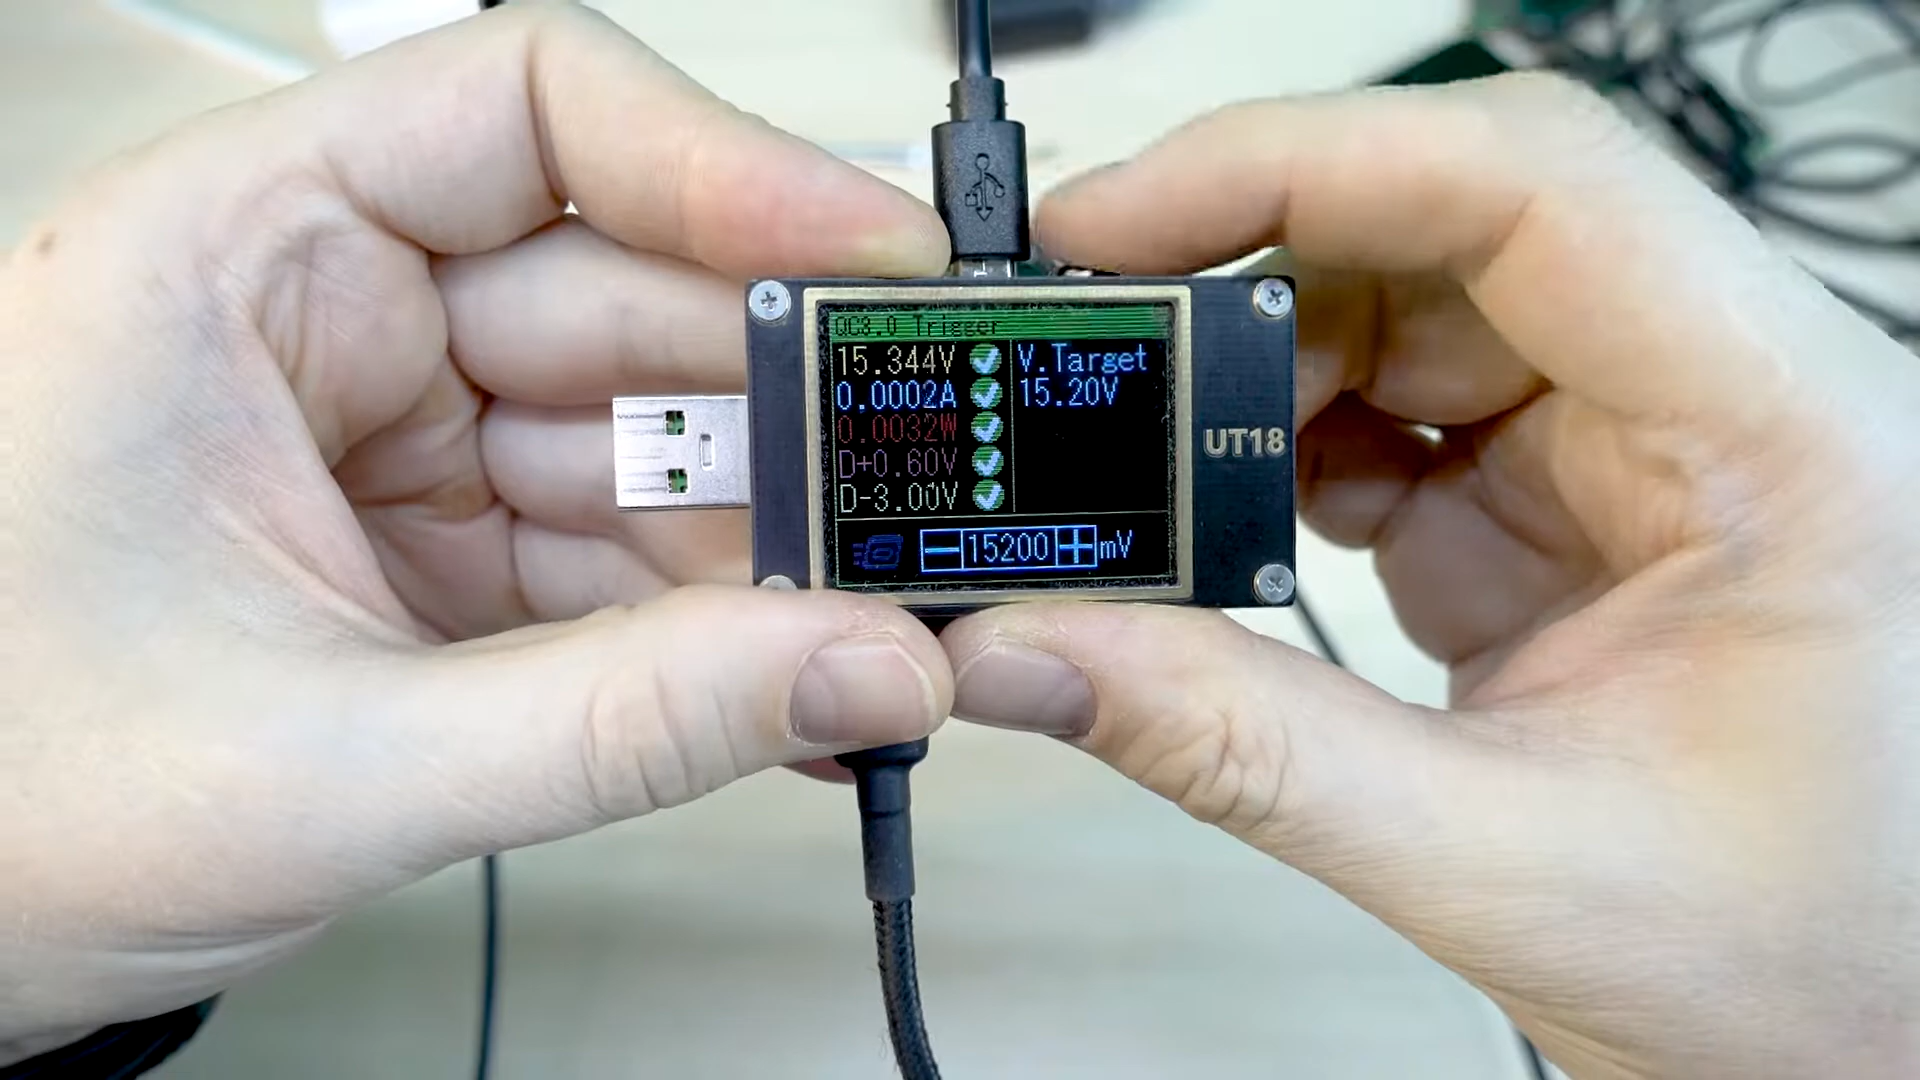 QC3.0 Trigger
15.344V
0.0002A
0.0032W
D+0.60V
D-3.00V
V.Target
15.20V
15200 mV
UT18